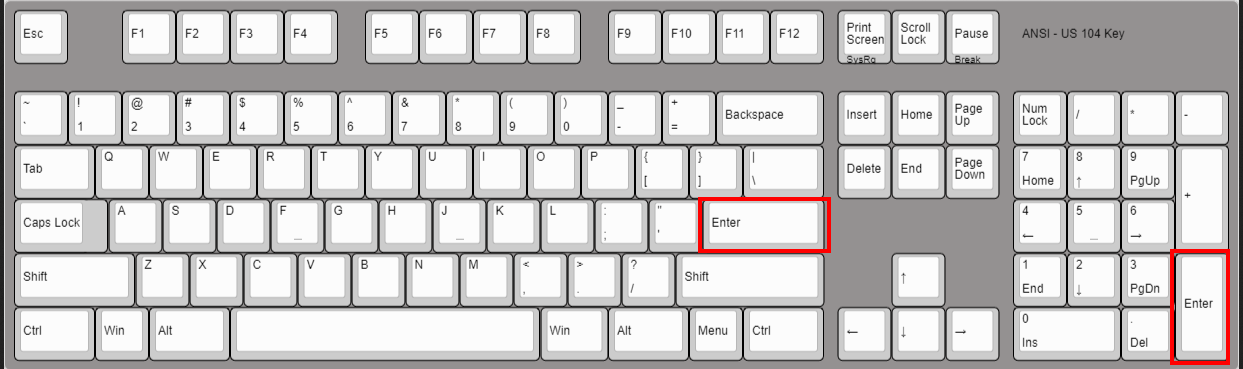 Esc F1 F2 F3 F4 F5 F6 F7 F8 F9 F10 F11 F12 Print Screen SysRq Scroll Lock Pause Break ANSI - US 104 Key
~ ` ! 1 @ 2 # 3 $ 4 % 5 ^ 6 & 7 * 8 ( 9 ) 0 _ - + = Backspace Insert Home Page Up Num Lock / * -
Tab Q W E R T Y U I O P { [ } ] | \ Delete End Page Down 7 Home 8 ↑ 9 PgUp +
Caps Lock A S D F _ G H J _ K L : ; " ' Enter 4 ← 5 _ 6 →
Shift Z X C V B N M < , > . ? / Shift ↑ 1 End 2 ↓ 3 PgDn Enter
Ctrl Win Alt Win Alt Menu Ctrl ← ↓ → 0 Ins . Del